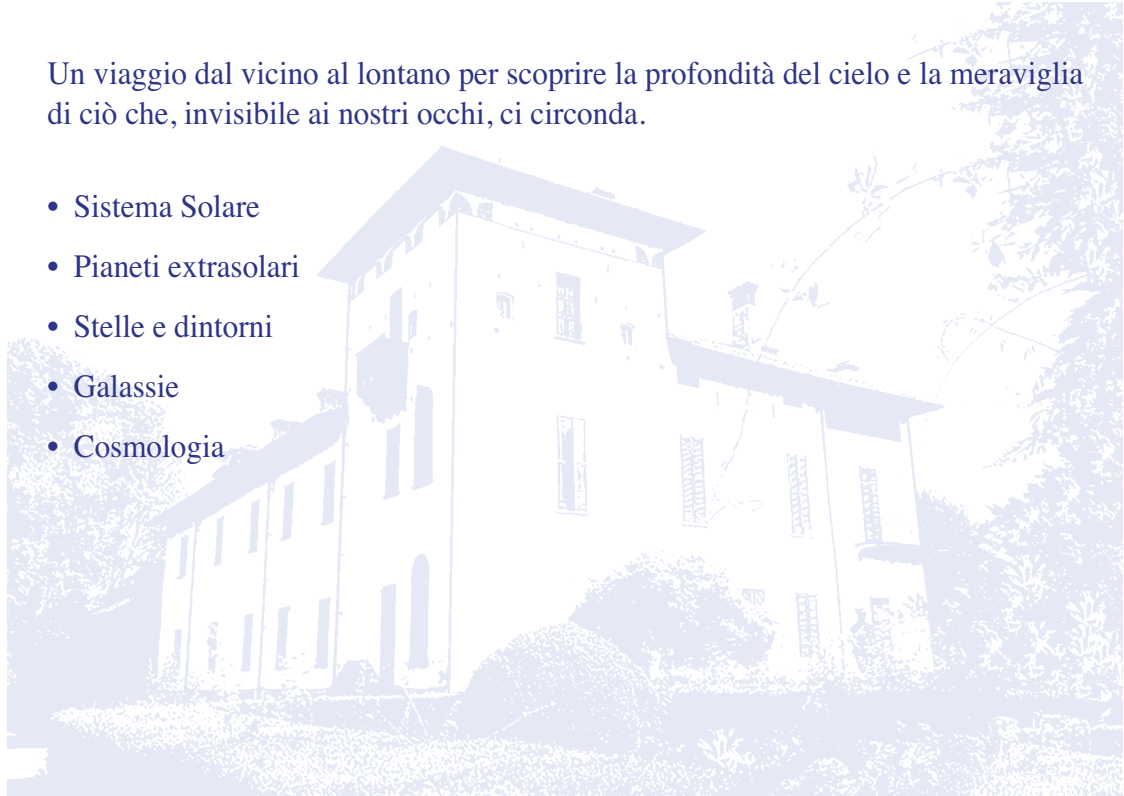 Un viaggio dal vicino al lontano per scoprire la profondità del cielo e la meraviglia
di ciò che, invisibile ai nostri occhi, ci circonda.
• Sistema Solare
• Pianeti extrasolari
• Stelle e dintorni
• Galassie
• Cosmologia